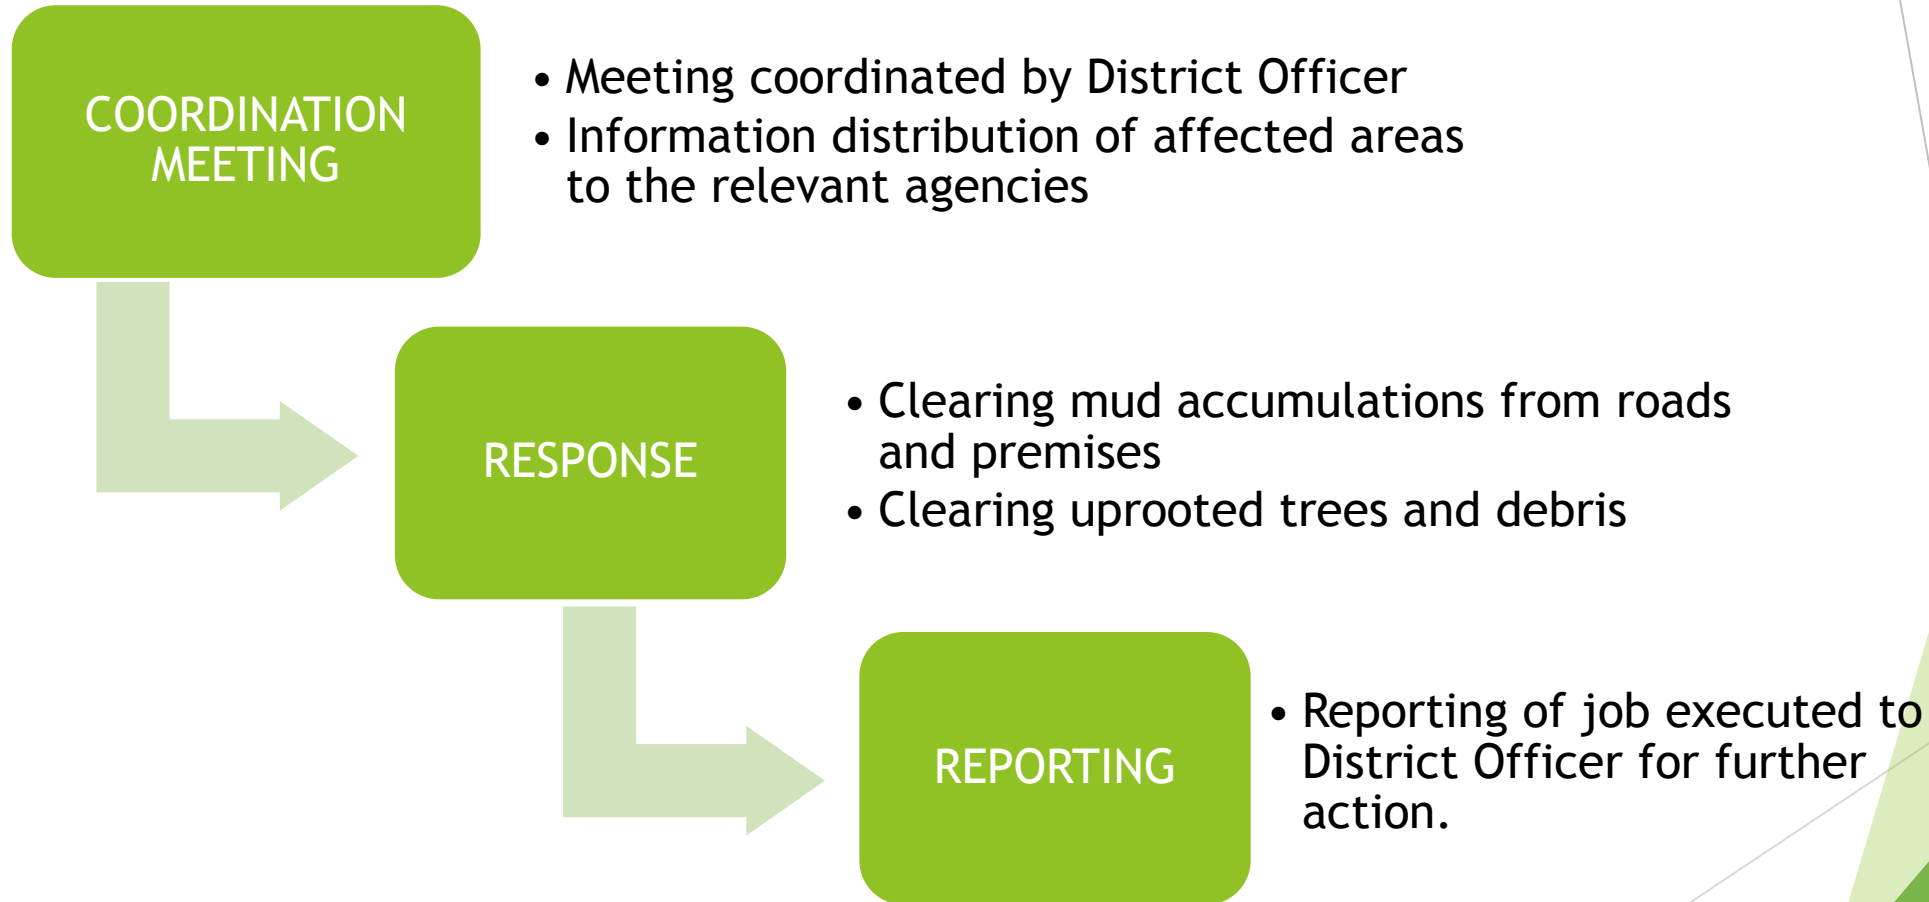 COORDINATION
MEETING
• Meeting coordinated by District Officer
• Information distribution of affected areas
to the relevant agencies
RESPONSE
• Clearing mud accumulations from roads
and premises
• Clearing uprooted trees and debris
REPORTING
• Reporting of job executed to
District Officer for further
action.